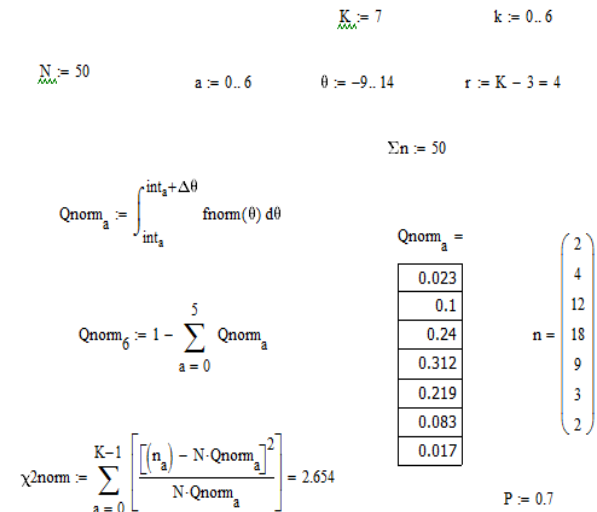 K := 7    k := 0.. 6
N := 50    a := 0.. 6    θ := −9.. 14    r := K − 3 = 4
Σn := 50
Qnorm_a := ∫_{int_a}^{int_a+Δθ} fnorm(θ) dθ
Qnorm_a =
0.023
0.1
0.24
0.312
0.219
0.083
0.017
n = (2 4 12 18 9 3 2)
Qnorm_6 := 1 − ∑_{a = 0}^{5} Qnorm_a
χ2norm := ∑_{a = 0}^{K−1} [[(n_a) − N·Qnorm_a]^2 / N·Qnorm_a] = 2.654
P := 0.7